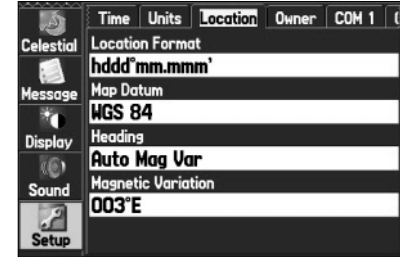 Time Units Location Owner COM 1
Celestial
Location Format
hddd°mm.mmm'
Message
Map Datum
WGS 84
Display
Heading
Auto Mag Var
Sound
Magnetic Variation
003°E
Setup